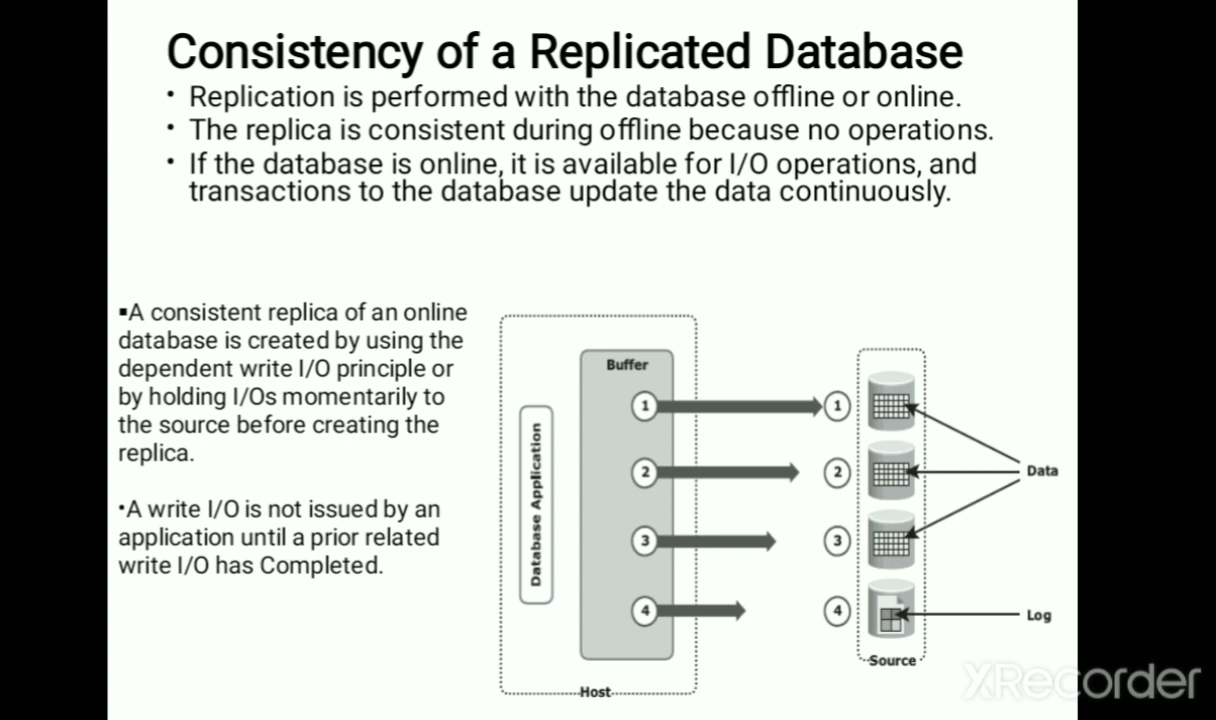 Consistency of a Replicated Database
• Replication is performed with the database offline or online.
• The replica is consistent during offline because no operations.
• If the database is online, it is available for I/O operations, and
transactions to the database update the data continuously.
▪A consistent replica of an online
database is created by using the
dependent write I/O principle or
by holding I/Os momentarily to
the source before creating the
replica.
•A write I/O is not issued by an
application until a prior related
write I/O has Completed.
Database Application
Buffer
1
2
3
4
Host
1
2
3
4
Source
Data
Log
XRecorder